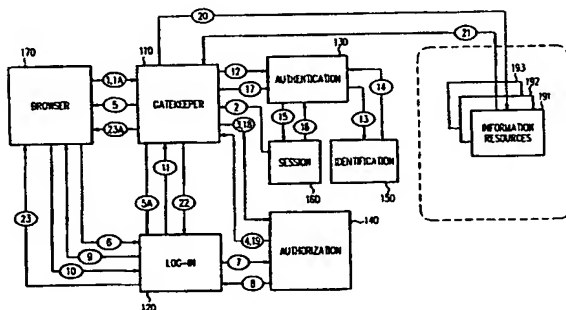 20
21
170
110
130
193
192
191
BROWSER
1,1A
5
23A
GATEKEEPER
12
17
2
3,18
AUTHENTICATION
14
15
16
13
INFORMATION
RESOURCES
SESSION
160
IDENTIFICATION
150
5A
11
22
4,19
140
23
6
9
10
LOG-IN
120
7
8
AUTHORIZATION